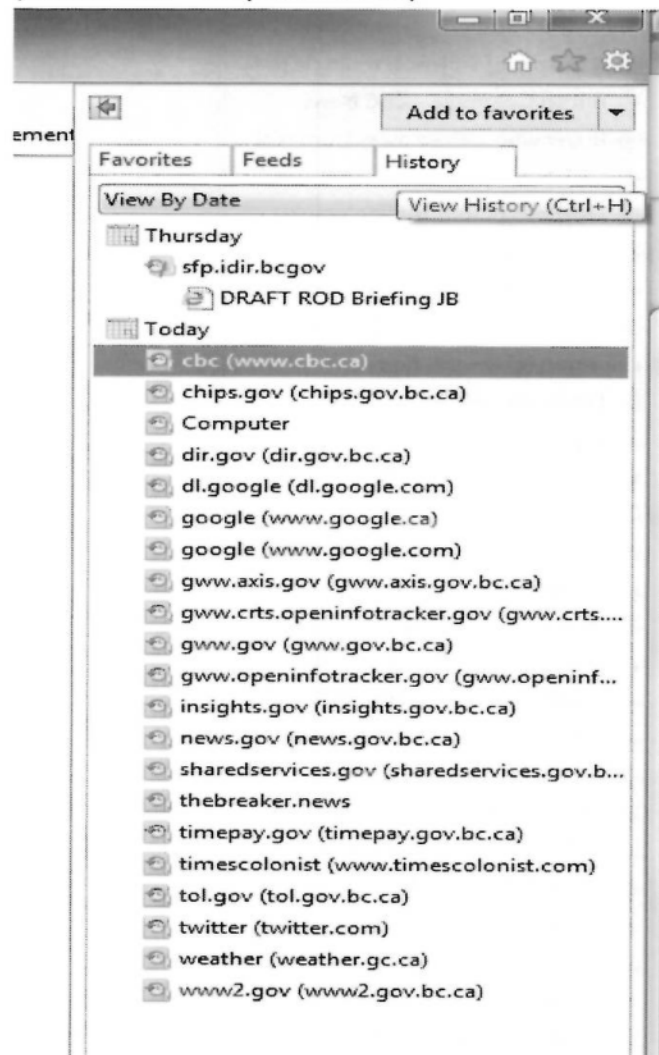 ement
Add to favorites
Favorites Feeds History
View By Date
View History (Ctrl+H)
Thursday
sfp.idir.bcgov
DRAFT ROD Briefing JB
Today
cbc (www.cbc.ca)
chips.gov (chips.gov.bc.ca)
Computer
dir.gov (dir.gov.bc.ca)
dl.google (dl.google.com)
google (www.google.ca)
google (www.google.com)
gww.axis.gov (gww.axis.gov.bc.ca)
gww.crts.openinfotracker.gov (gww.crts....
gww.gov (gww.gov.bc.ca)
gww.openinfotracker.gov (gww.openinf...
insights.gov (insights.gov.bc.ca)
news.gov (news.gov.bc.ca)
sharedservices.gov (sharedservices.gov.b...
thebreaker.news
timepay.gov (timepay.gov.bc.ca)
timescolonist (www.timescolonist.com)
tol.gov (tol.gov.bc.ca)
twitter (twitter.com)
weather (weather.gc.ca)
www2.gov (www2.gov.bc.ca)